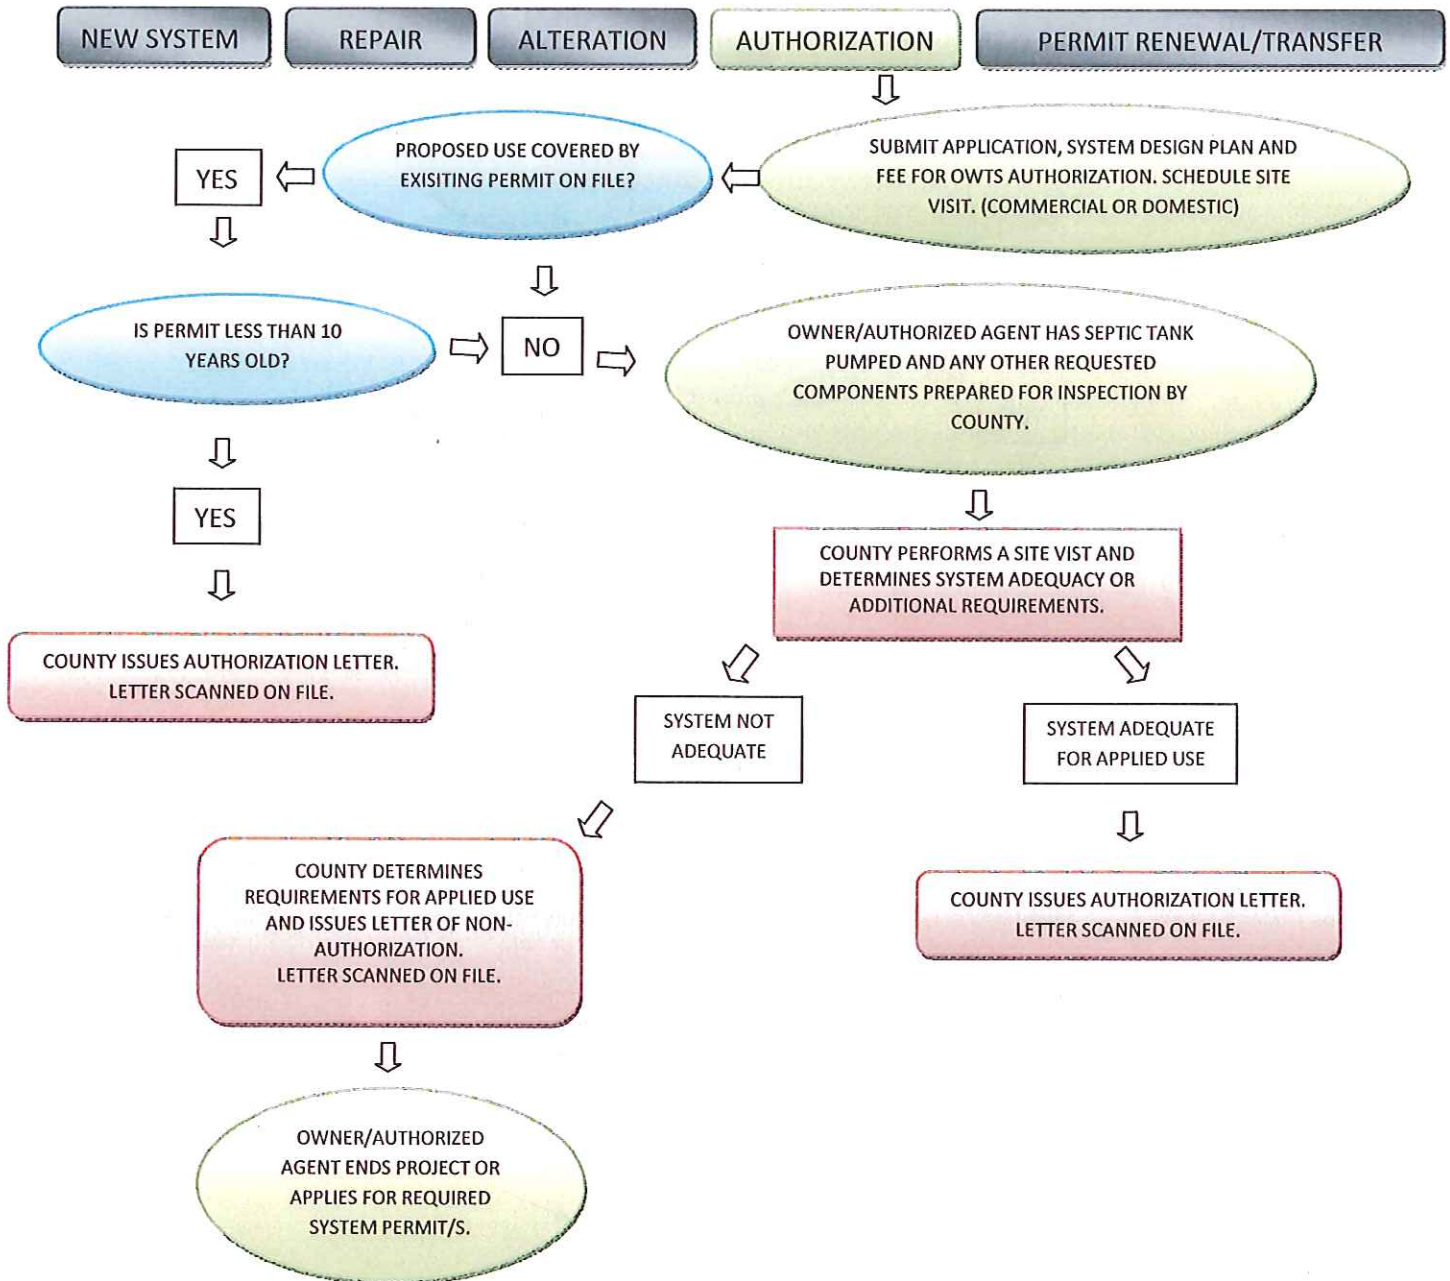 NEW SYSTEM
REPAIR
ALTERATION
AUTHORIZATION
PERMIT RENEWAL/TRANSFER
SUBMIT APPLICATION, SYSTEM DESIGN PLAN AND
FEE FOR OWTS AUTHORIZATION. SCHEDULE SITE
VISIT. (COMMERCIAL OR DOMESTIC)
PROPOSED USE COVERED BY
EXISITING PERMIT ON FILE?
YES
IS PERMIT LESS THAN 10
YEARS OLD?
NO
OWNER/AUTHORIZED AGENT HAS SEPTIC TANK
PUMPED AND ANY OTHER REQUESTED
COMPONENTS PREPARED FOR INSPECTION BY
COUNTY.
YES
COUNTY PERFORMS A SITE VIST AND
DETERMINES SYSTEM ADEQUACY OR
ADDITIONAL REQUIREMENTS.
COUNTY ISSUES AUTHORIZATION LETTER.
LETTER SCANNED ON FILE.
SYSTEM NOT
ADEQUATE
SYSTEM ADEQUATE
FOR APPLIED USE
COUNTY DETERMINES
REQUIREMENTS FOR APPLIED USE
AND ISSUES LETTER OF NON-
AUTHORIZATION.
LETTER SCANNED ON FILE.
COUNTY ISSUES AUTHORIZATION LETTER.
LETTER SCANNED ON FILE.
OWNER/AUTHORIZED
AGENT ENDS PROJECT OR
APPLIES FOR REQUIRED
SYSTEM PERMIT/S.